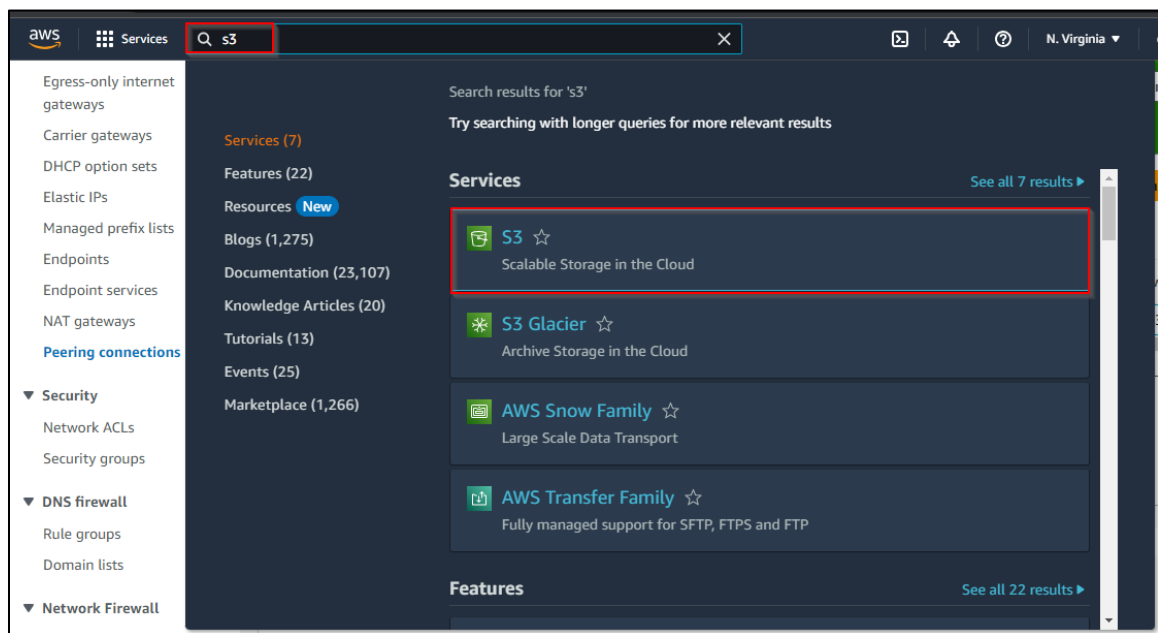 aws
Services
s3
N. Virginia
Egress-only internet
gateways
Carrier gateways
DHCP option sets
Elastic IPs
Managed prefix lists
Endpoints
Endpoint services
NAT gateways
Peering connections
Security
Network ACLs
Security groups
DNS firewall
Rule groups
Domain lists
Network Firewall
Services (7)
Features (22)
Resources New
Blogs (1,275)
Documentation (23,107)
Knowledge Articles (20)
Tutorials (13)
Events (25)
Marketplace (1,266)
Search results for 's3'
Try searching with longer queries for more relevant results
Services
See all 7 results
S3
Scalable Storage in the Cloud
S3 Glacier
Archive Storage in the Cloud
AWS Snow Family
Large Scale Data Transport
AWS Transfer Family
Fully managed support for SFTP, FTPS and FTP
Features
See all 22 results